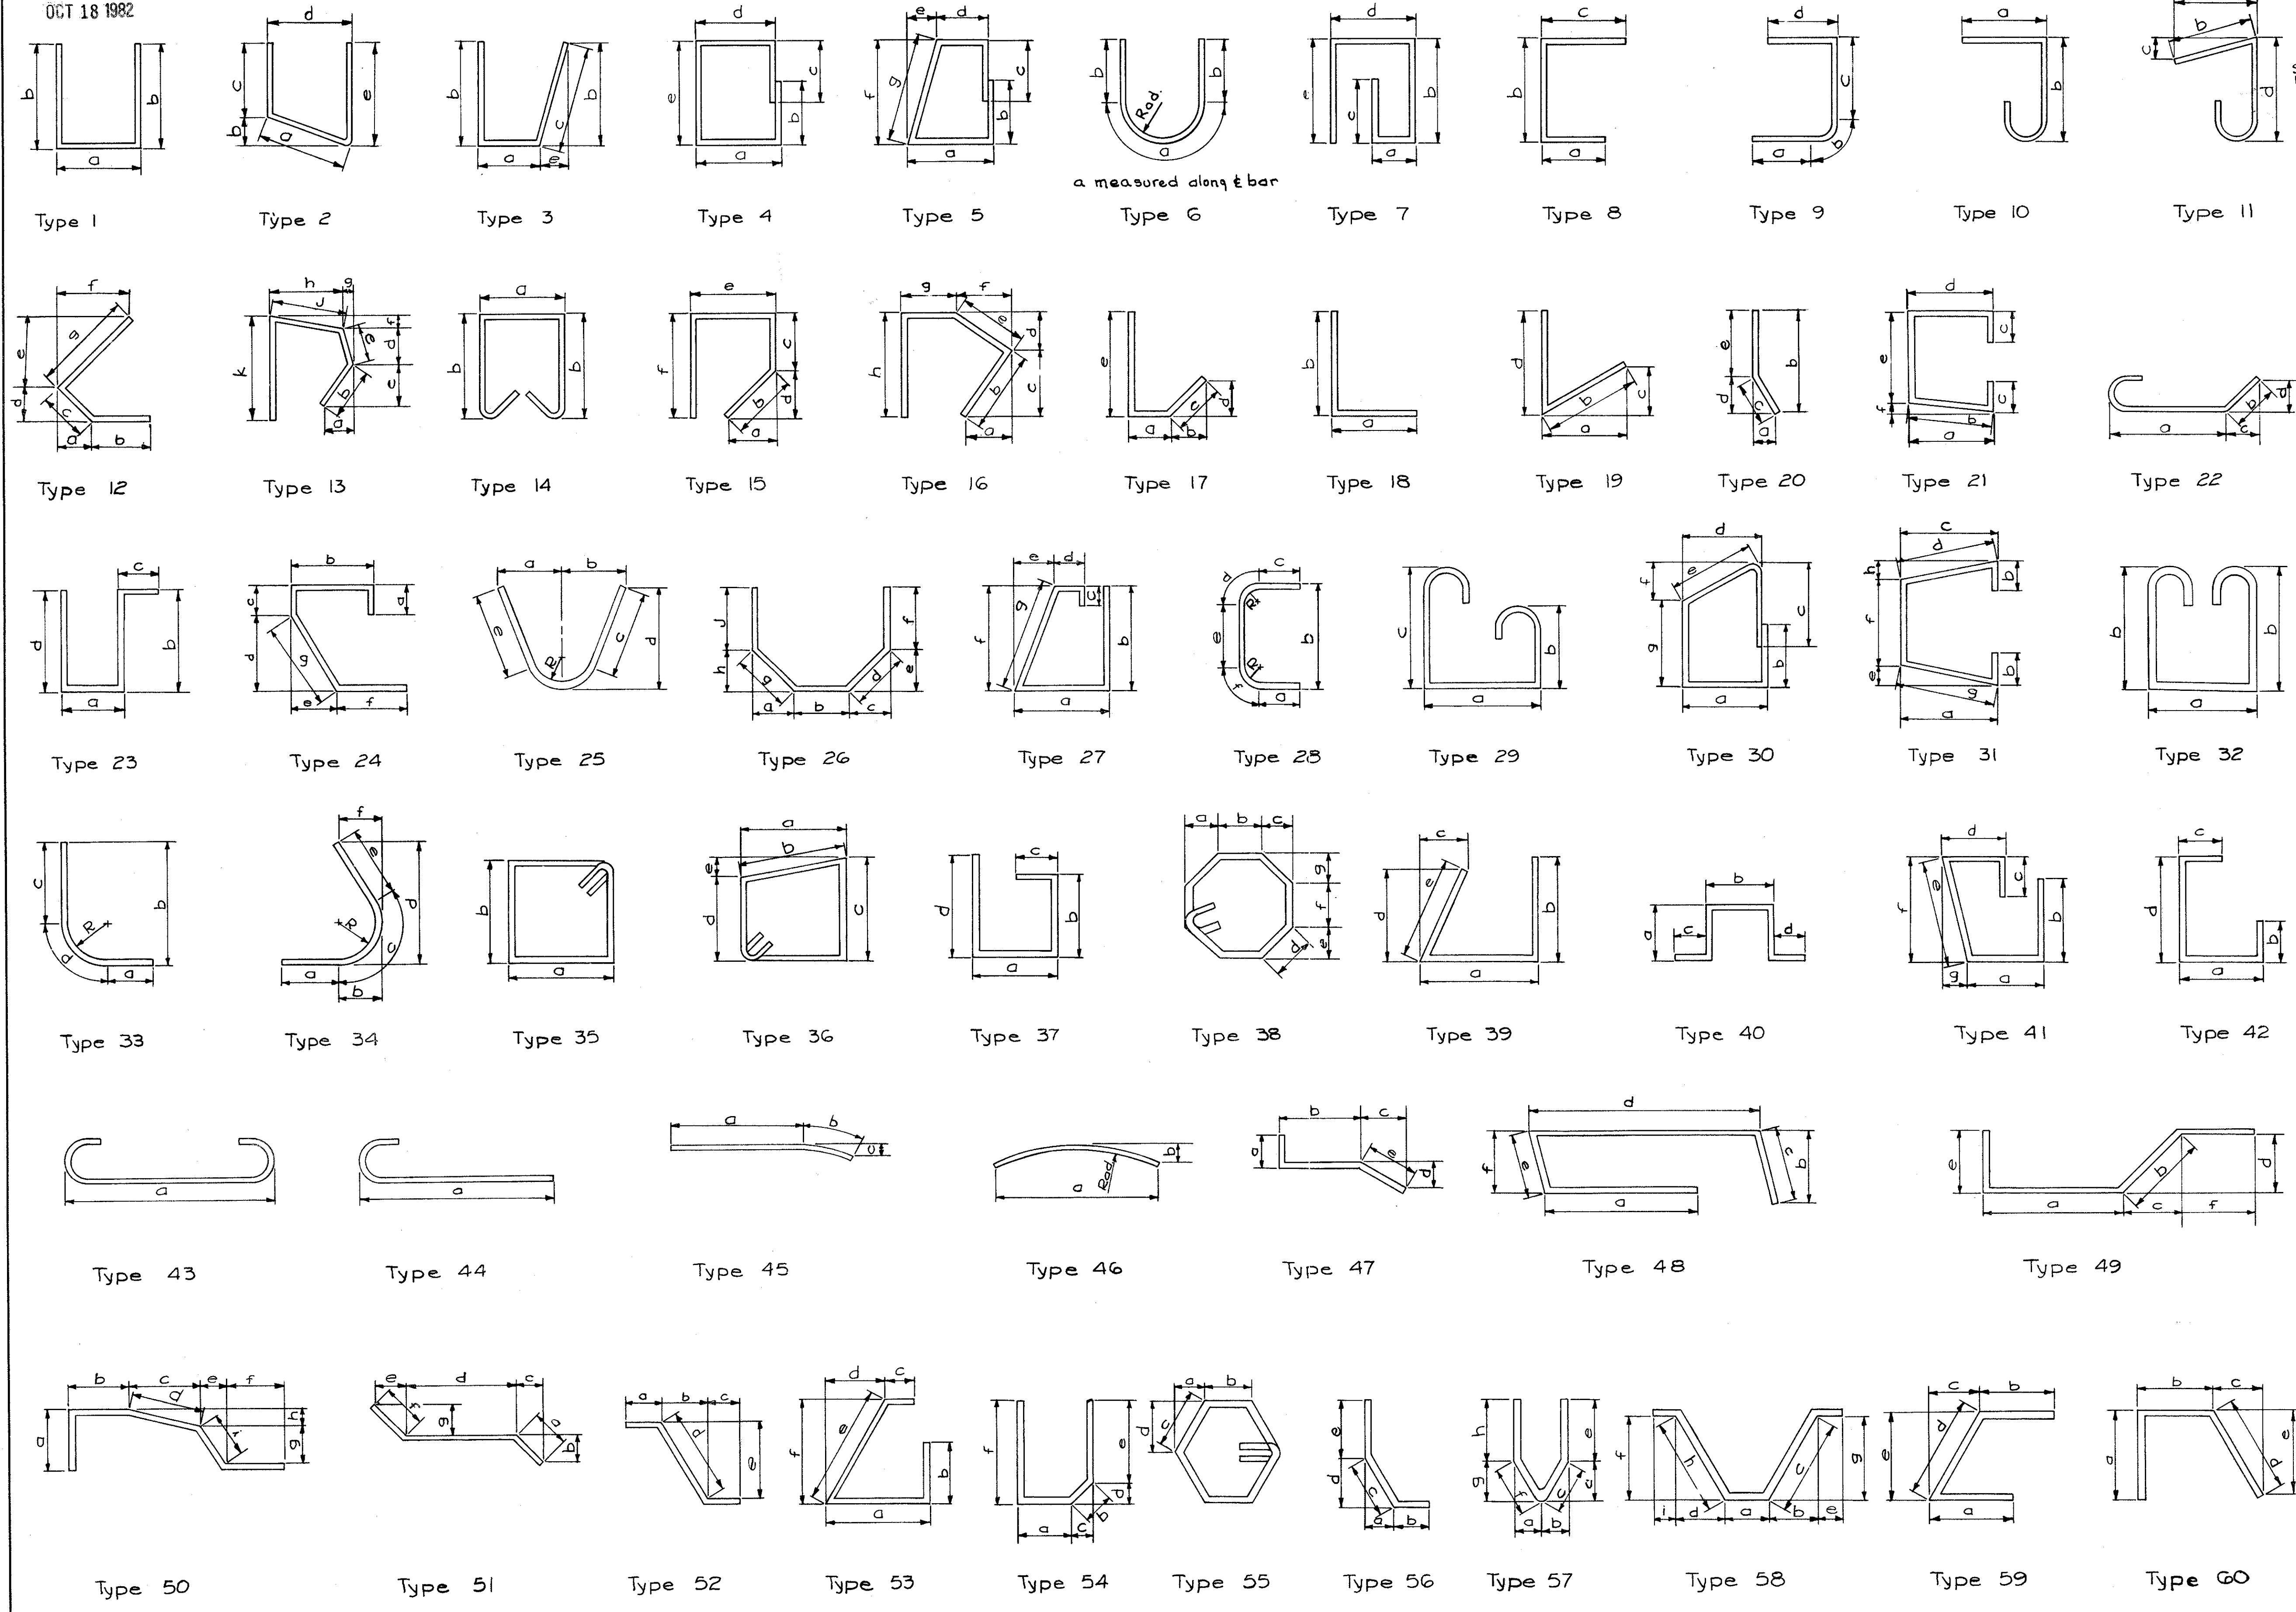 OCT 18 1982
d d e d d c d a
b b c b a e b c b a e e d c b a f g e d c b a b b Rad. a e d c b a b c a d c b a a b b c d
a measured along ℄ bar
Type 1 Type 2 Type 3 Type 4 Type 5 Type 6 Type 7 Type 8 Type 9 Type 10 Type 11
f e g d c a b h g J k f d e c b a a b b e f c d b a g f h e d c b a e a b c d b a d b c a e d b c a d e f c c a a b c d
Type 12 Type 13 Type 14 Type 15 Type 16 Type 17 Type 18 Type 19 Type 20 Type 21 Type 22
d a c b b c d g e f a a b e R c d J h g a b c d e f e d f g c b a d c e R R b f a c a b d f e g c b a c d h f e g b b a b b a
Type 23 Type 24 Type 25 Type 26 Type 27 Type 28 Type 29 Type 30 Type 31 Type 32
c R d a b f e R c d a b b a a b e d c d c b a a b c g f e d c d e b a b a c d d f e g c b a c d b a
Type 33 Type 34 Type 35 Type 36 Type 37 Type 38 Type 39 Type 40 Type 41 Type 42
a a a b c a b Rad b c a e d d f e a c b e a b c f d
Type 43 Type 44 Type 45 Type 46 Type 47 Type 48 Type 49
b c e f a d h g e d c f g a b a b c d e d c f e b a f e d a c b a b d c e d c a b h g f e a b f h i d a b e c g c b e d a b c a d e
Type 50 Type 51 Type 52 Type 53 Type 54 Type 55 Type 56 Type 57 Type 58 Type 59 Type 60